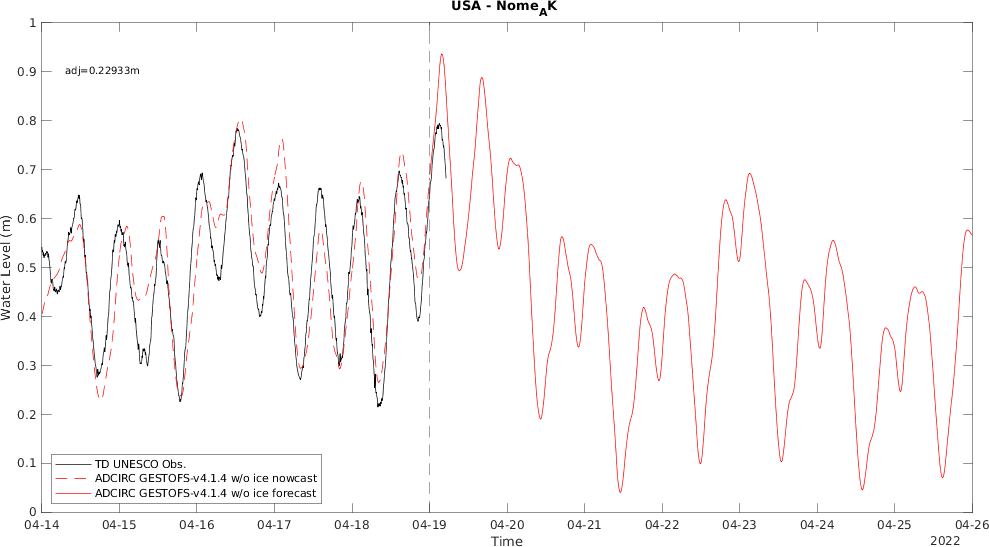 USA - Nome_AK
1
0.9
0.8
0.7
0.6
0.5
0.4
0.3
0.2
0.1
0
Water Level (m)
adj=0.22933m
TD UNESCO Obs.
ADCIRC GESTOFS-v4.1.4 w/o ice nowcast
ADCIRC GESTOFS-v4.1.4 w/o ice forecast
04-14 04-15 04-16 04-17 04-18 04-19 04-20 04-21 04-22 04-23 04-24 04-25 04-26
Time
2022